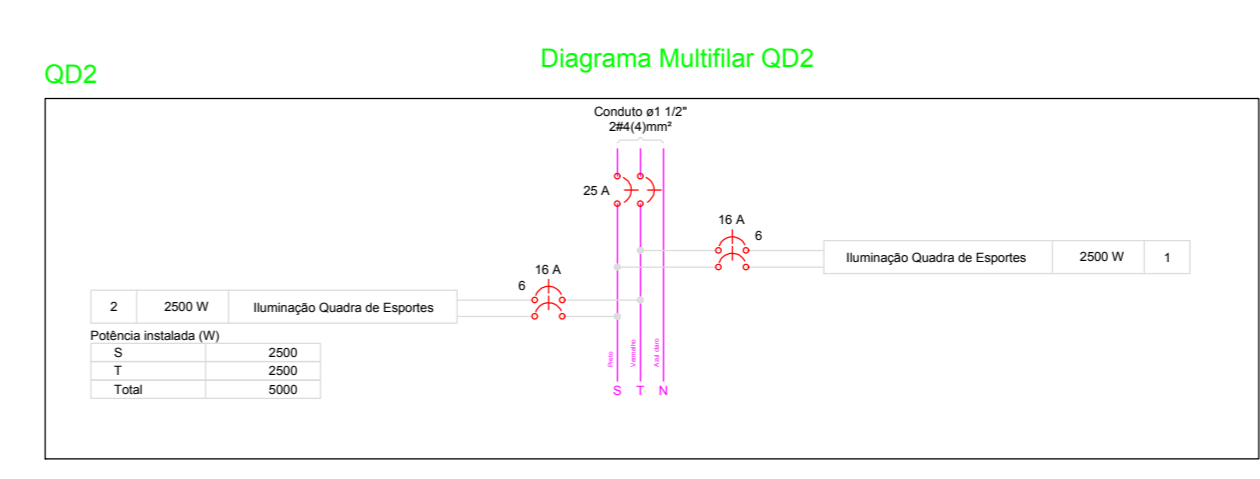 Diagrama Multifilar QD2
QD2
Conduto ø1 1/2"
2#4(4)mm²
25 A
16 A
6
Iluminação Quadra de Esportes 2500 W 1
16 A
6
2 2500 W Iluminação Quadra de Esportes
Potência instalada (W)
S 2500
T 2500
Total 5000
Preto
Vermelho
Azul claro
S T N